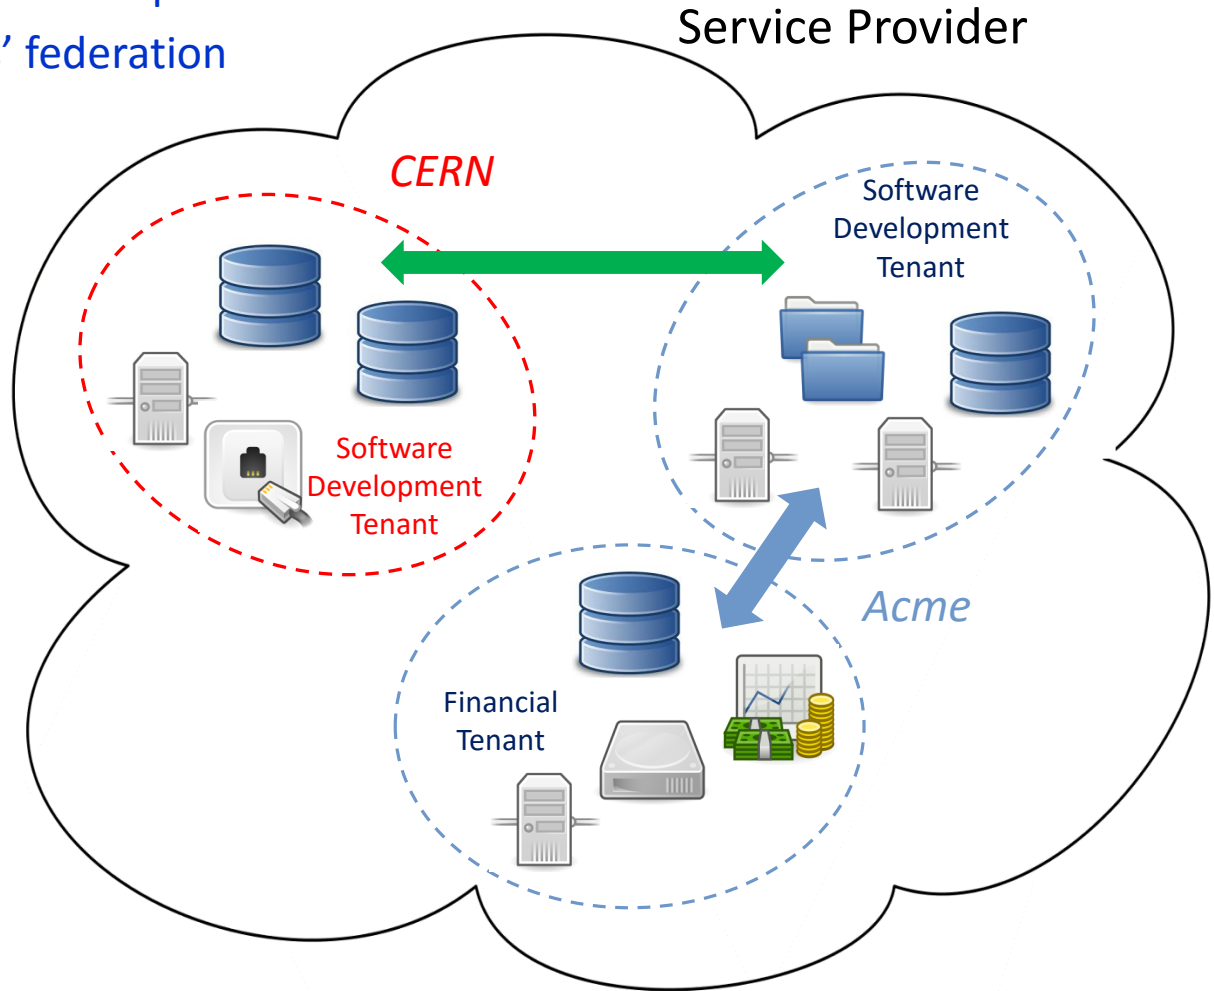 ’ federation
Service Provider
CERN
Software
Development
Tenant
Software
Development
Tenant
Acme
Financial
Tenant